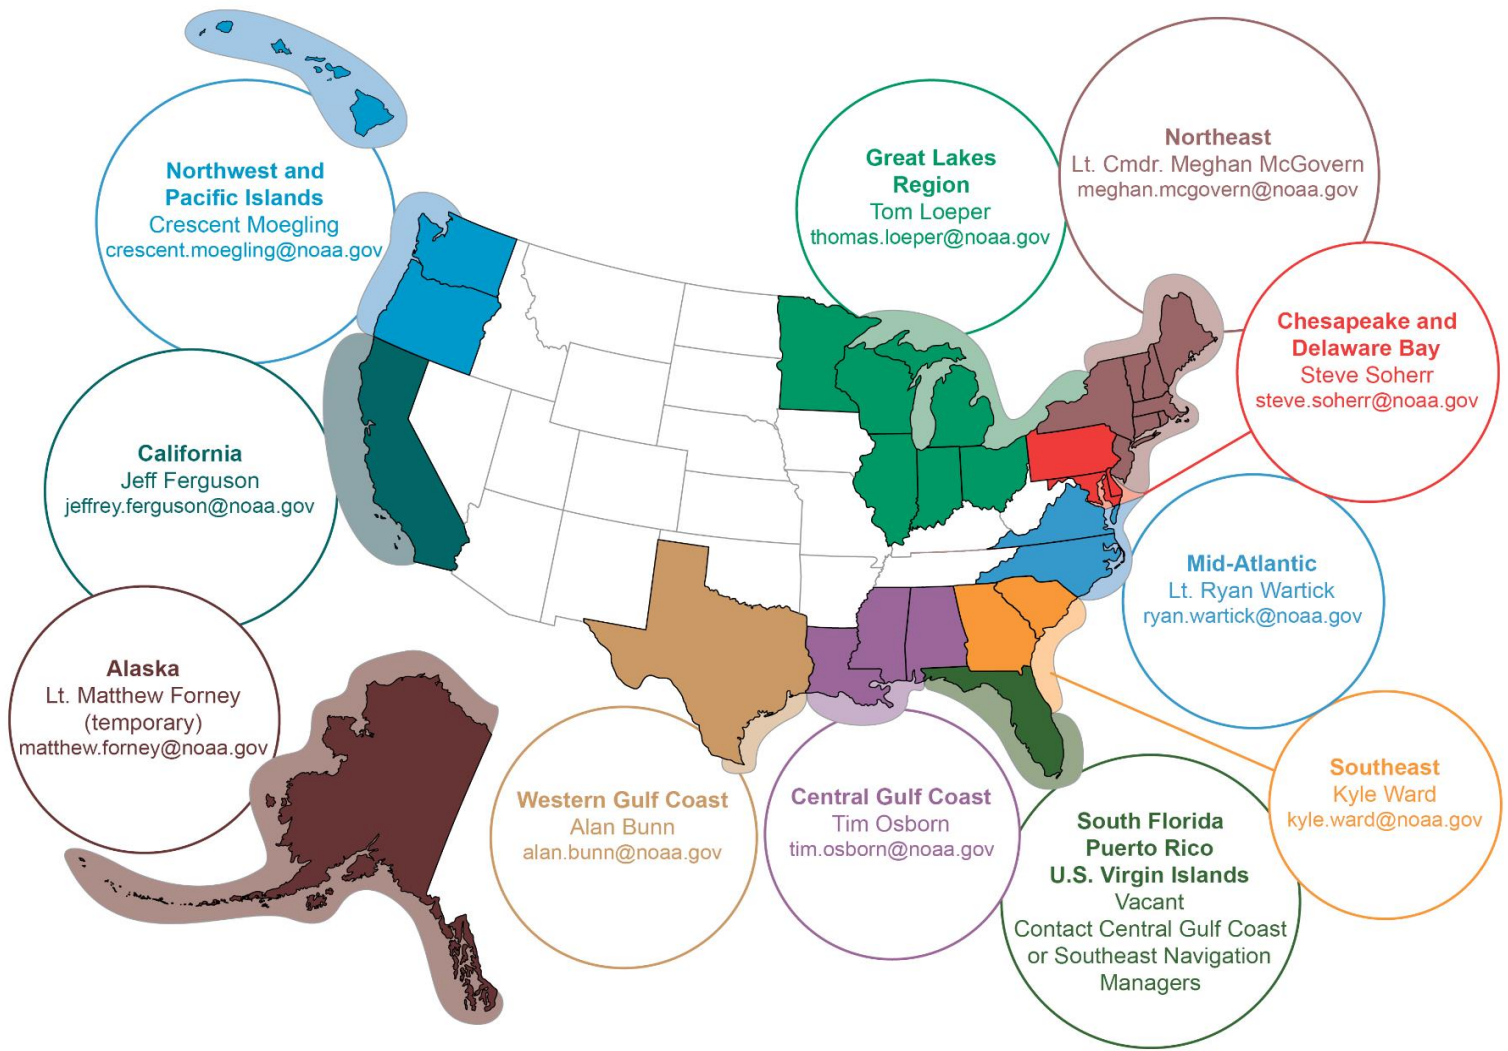 Northwest and
Pacific Islands
Crescent Moegling
crescent.moegling@noaa.gov
Great Lakes
Region
Tom Loeper
thomas.loeper@noaa.gov
Northeast
Lt. Cmdr. Meghan McGovern
meghan.mcgovern@noaa.gov
Chesapeake and
Delaware Bay
Steve Soherr
steve.soherr@noaa.gov
California
Jeff Ferguson
jeffrey.ferguson@noaa.gov
Mid-Atlantic
Lt. Ryan Wartick
ryan.wartick@noaa.gov
Alaska
Lt. Matthew Forney
(temporary)
matthew.forney@noaa.gov
Western Gulf Coast
Alan Bunn
alan.bunn@noaa.gov
Central Gulf Coast
Tim Osborn
tim.osborn@noaa.gov
South Florida
Puerto Rico
U.S. Virgin Islands
Vacant
Contact Central Gulf Coast
or Southeast Navigation
Managers
Southeast
Kyle Ward
kyle.ward@noaa.gov